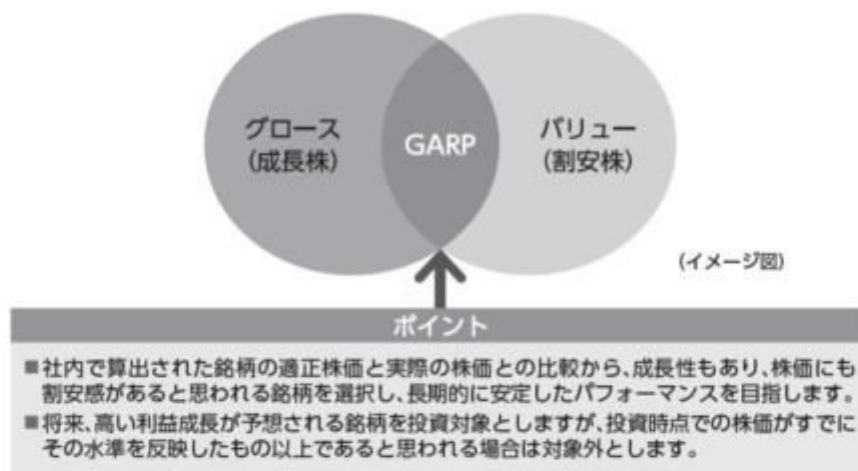 グロース
(成長株)
GARP
バリュー
(割安株)
(イメージ図)
ポイント
■社内で算出された銘柄の適正株価と実際の株価との比較から、成長性もあり、株価にも
割安感があると思われる銘柄を選択し、長期的に安定したパフォーマンスを目指します。
■将来、高い利益成長が予想される銘柄を投資対象としますが、投資時点での株価がすでに
その水準を反映したもの以上であると思われる場合は対象外とします。